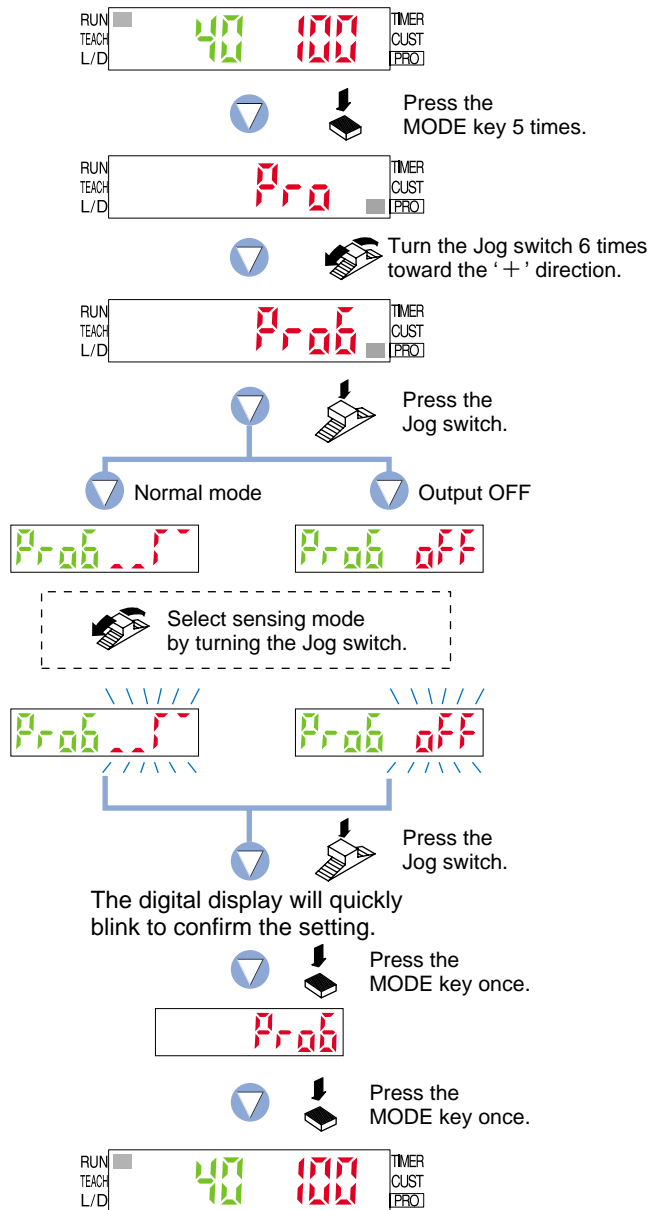 RUN 40 100 TIMER
TEACH CUST
L/D PRO
Press the
MODE key 5 times.
RUN Pro TIMER
TEACH CUST
L/D PRO
Turn the Jog switch 6 times
toward the ‘+’ direction.
RUN Pro6 TIMER
TEACH CUST
L/D PRO
Press the
Jog switch.
Normal mode
Output OFF
Pro6
Pro6 oFF
Select sensing mode
by turning the Jog switch.
Pro6
Pro6 oFF
Press the
Jog switch.
The digital display will quickly
blink to confirm the setting.
Press the
MODE key once.
Pro6
Press the
MODE key once.
RUN 40 100 TIMER
TEACH CUST
L/D PRO